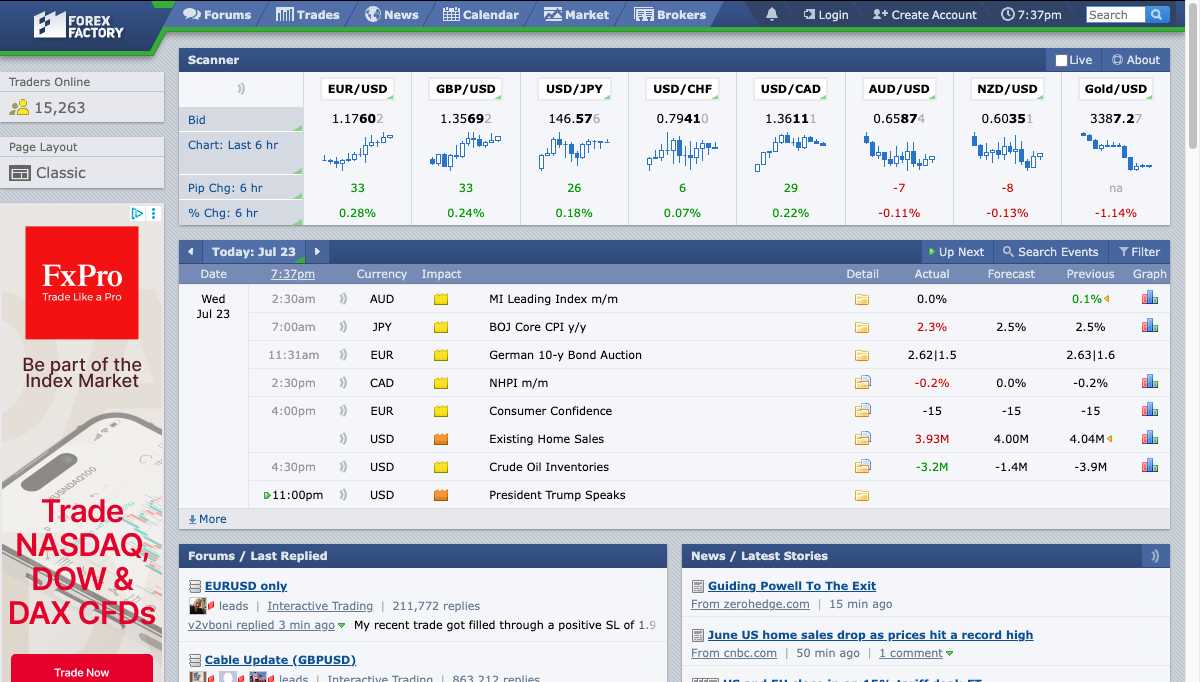 FOREX
FACTORY
Forums
Trades
News
Calendar
Market
Brokers
Login
Create Account
7:37pm
Search
Traders Online
15,263
Page Layout
Classic
FxPro
Trade Like a Pro
Be part of the
Index Market
USNDAQ100
Trade
NASDAQ,
DOW &
DAX CFDs
Trade Now
Scanner
Live
About
EUR/USD GBP/USD USD/JPY USD/CHF USD/CAD AUD/USD NZD/USD Gold/USD
Bid 1.17602 1.35692 146.576 0.79410 1.36111 0.65874 0.60351 3387.27
Chart: Last 6 hr
Pip Chg: 6 hr 33 33 26 6 29 -7 -8 na
% Chg: 6 hr 0.28% 0.24% 0.18% 0.07% 0.22% -0.11% -0.13% -1.14%
Today: Jul 23
Up Next
Search Events
Filter
Date 7:37pm Currency Impact Detail Actual Forecast Previous Graph
Wed
Jul 23
2:30am AUD MI Leading Index m/m 0.0% 0.1%
7:00am JPY BOJ Core CPI y/y 2.3% 2.5% 2.5%
11:31am EUR German 10-y Bond Auction 2.62|1.5 2.63|1.6
2:30pm CAD NHPI m/m -0.2% 0.0% -0.2%
4:00pm EUR Consumer Confidence -15 -15 -15
USD Existing Home Sales 3.93M 4.00M 4.04M
4:30pm USD Crude Oil Inventories -3.2M -1.4M -3.9M
11:00pm USD President Trump Speaks
More
Forums / Last Replied
EURUSD only
leads | Interactive Trading | 211,772 replies
v2vboni replied 3 min ago My recent trade got filled through a positive SL of 1.9
Cable Update (GBPUSD)
leads | Interactive Trading | 863,212 replies
News / Latest Stories
Guiding Powell To The Exit
From zerohedge.com | 15 min ago
June US home sales drop as prices hit a record high
From cnbc.com | 50 min ago | 1 comment
US and EU close in on 15% tariff deal: FT